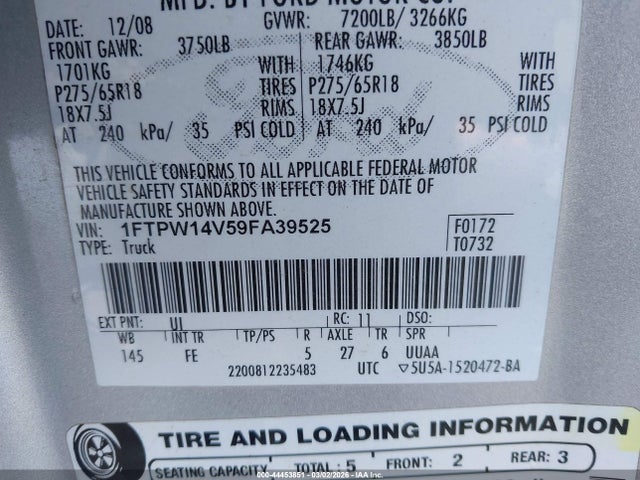 MFD. BY FORD MOTOR CO.
DATE: 12/08 GVWR: 7200LB/ 3266KG
FRONT GAWR: 3750LB REAR GAWR: 3850LB
1701KG WITH 1746KG WITH
P275/65R18 TIRES P275/65R18 TIRES
18X7.5J RIMS 18X7.5J RIMS
AT 240 kPa/ 35 PSI COLD AT 240 kPa/ 35 PSI COLD
Ford
THIS VEHICLE CONFORMS TO ALL APPLICABLE FEDERAL MOTOR
VEHICLE SAFETY STANDARDS IN EFFECT ON THE DATE OF
MANUFACTURE SHOWN ABOVE.
VIN: 1FTPW14V59FA39525 F0172
TYPE: Truck T0732
EXT PNT: UI RC: 11 DSO:
WB INT TR TP/PS R AXLE TR SPR
145 FE 5 27 6 UUAA
2200812235483 UTC ▽5U5A-1520472-BA
TIRE AND LOADING INFORMATION
SEATING CAPACITY TOTAL: 5 FRONT: 2 REAR: 3
000-44453851 - 03/02/2026 - IAA Inc.